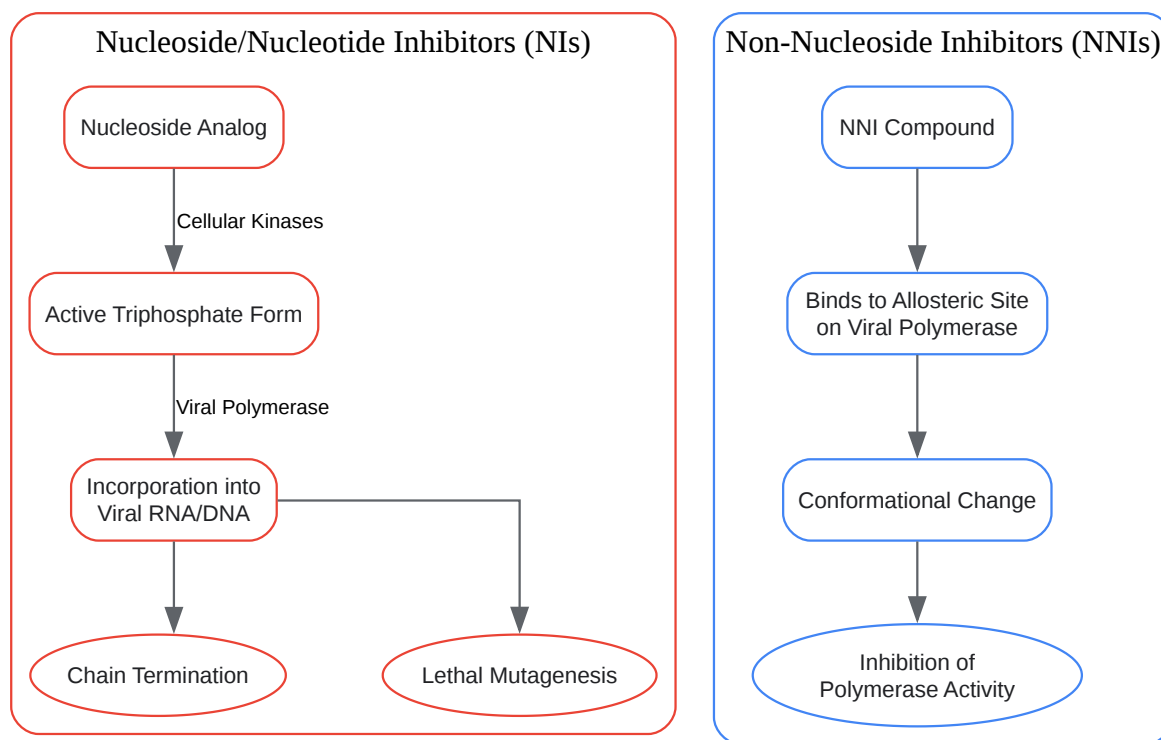 Nucleoside/Nucleotide Inhibitors (NIs)
Nucleoside Analog
Cellular Kinases
Active Triphosphate Form
Viral Polymerase
Incorporation into
Viral RNA/DNA
Chain Termination
Lethal Mutagenesis
Non-Nucleoside Inhibitors (NNIs)
NNI Compound
Binds to Allosteric Site
on Viral Polymerase
Conformational Change
Inhibition of
Polymerase Activity